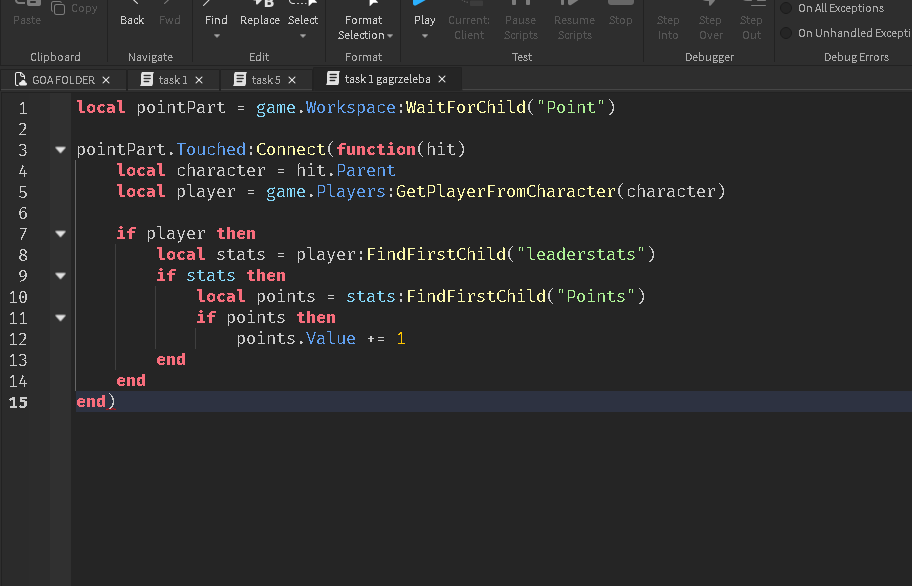 Paste Copy Back Fwd Find Replace Select Format Selection Play Current: Client Pause Scripts Resume Scripts Stop Step Into Step Over Step Out On All Exceptions
On Unhandled Excepti
Clipboard Navigate Edit Format Test Debugger Debug Errors
GOA FOLDER × task 1 × task 5 × task 1 gagrzeleba ×
1 local pointPart = game.Workspace:WaitForChild("Point")
2
3 pointPart.Touched:Connect(function(hit)
4 local character = hit.Parent
5 local player = game.Players:GetPlayerFromCharacter(character)
6
7 if player then
8 local stats = player:FindFirstChild("leaderstats")
9 if stats then
10 local points = stats:FindFirstChild("Points")
11 if points then
12 points.Value += 1
13 end
14 end
15 end)